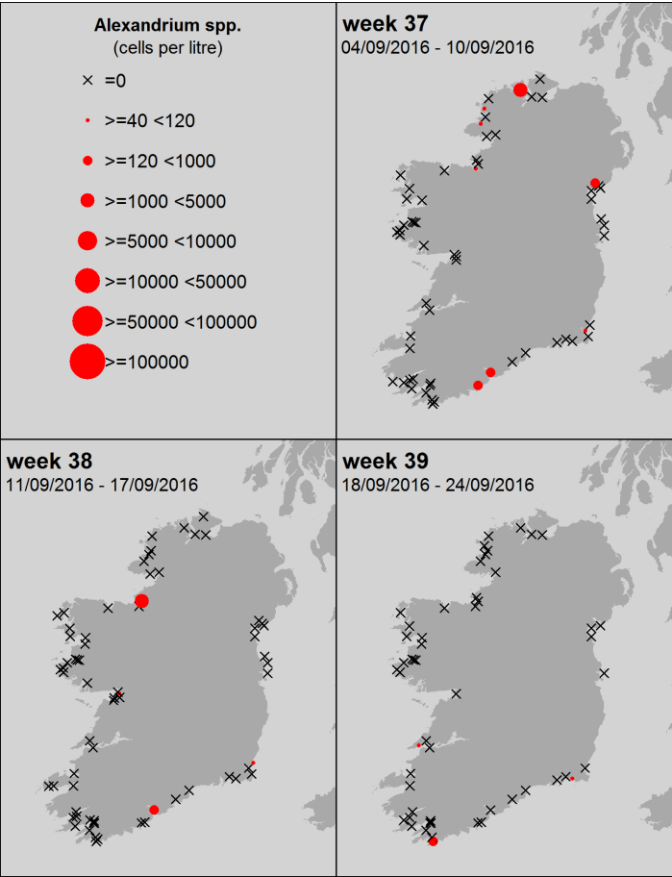 Alexandrium spp.
(cells per litre)
=0
>=40 <120
>=120 <1000
>=1000 <5000
>=5000 <10000
>=10000 <50000
>=50000 <100000
>=100000
week 37
04/09/2016 - 10/09/2016
week 38
11/09/2016 - 17/09/2016
week 39
18/09/2016 - 24/09/2016